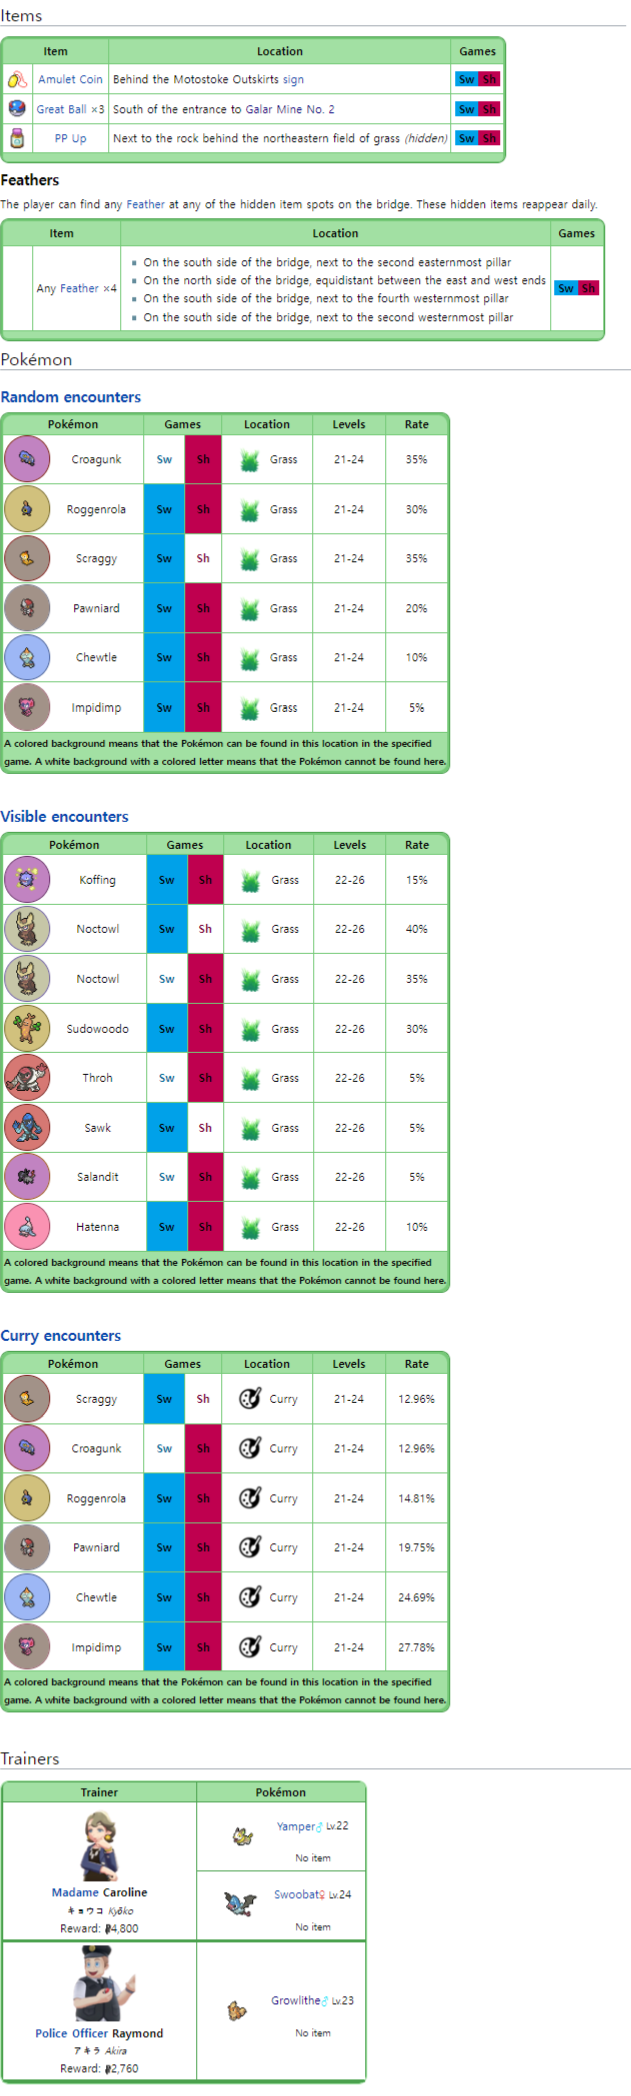 Items
Item Location Games
Amulet Coin Behind the Motostoke Outskirts sign Sw Sh
Great Ball ×3 South of the entrance to Galar Mine No. 2 Sw Sh
PP Up Next to the rock behind the northeastern field of grass (hidden) Sw Sh
Feathers
The player can find any Feather at any of the hidden item spots on the bridge. These hidden items reappear daily.
Item Location Games
Any Feather ×4
On the south side of the bridge, next to the second easternmost pillar
On the north side of the bridge, equidistant between the east and west ends
On the south side of the bridge, next to the fourth westernmost pillar
On the south side of the bridge, next to the second westernmost pillar
Sw Sh
Pokémon
Random encounters
Pokémon Games Location Levels Rate
Croagunk Sw Sh Grass 21-24 35%
Roggenrola Sw Sh Grass 21-24 30%
Scraggy Sw Sh Grass 21-24 35%
Pawniard Sw Sh Grass 21-24 20%
Chewtle Sw Sh Grass 21-24 10%
Impidimp Sw Sh Grass 21-24 5%
A colored background means that the Pokémon can be found in this location in the specified
game. A white background with a colored letter means that the Pokémon cannot be found here.
Visible encounters
Pokémon Games Location Levels Rate
Koffing Sw Sh Grass 22-26 15%
Noctowl Sw Sh Grass 22-26 40%
Noctowl Sw Sh Grass 22-26 35%
Sudowoodo Sw Sh Grass 22-26 30%
Throh Sw Sh Grass 22-26 5%
Sawk Sw Sh Grass 22-26 5%
Salandit Sw Sh Grass 22-26 5%
Hatenna Sw Sh Grass 22-26 10%
A colored background means that the Pokémon can be found in this location in the specified
game. A white background with a colored letter means that the Pokémon cannot be found here.
Curry encounters
Pokémon Games Location Levels Rate
Scraggy Sw Sh Curry 21-24 12.96%
Croagunk Sw Sh Curry 21-24 12.96%
Roggenrola Sw Sh Curry 21-24 14.81%
Pawniard Sw Sh Curry 21-24 19.75%
Chewtle Sw Sh Curry 21-24 24.69%
Impidimp Sw Sh Curry 21-24 27.78%
A colored background means that the Pokémon can be found in this location in the specified
game. A white background with a colored letter means that the Pokémon cannot be found here.
Trainers
Trainer Pokémon
Madame Caroline
キョウコ Kyōko
Reward: ₽4,800
Yamper♂ Lv.22
No item
Swoobat♀ Lv.24
No item
Police Officer Raymond
アキラ Akira
Reward: ₽2,760
Growlithe♂ Lv.23
No item